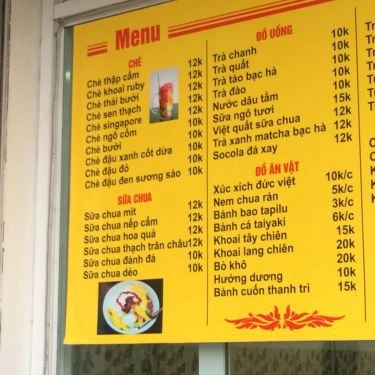 Menu
CHÈ
Chè thập cẩm 12k
Chè khoai ruby 12k
Chè thái bưởi 12k
Chè sen thạch 12k
Chè singapore 10k
Chè ngô cốm 10k
Chè bưởi 10k
Chè đậu xanh cốt dừa 10k
Chè đậu đỏ 10k
Chè đậu đen sương sáo 10k
SỮA CHUA
Sữa chua mít 12k
Sữa chua nếp cẩm 12k
Sữa chua hoa quả 12k
Sữa chua thạch trân châu 12k
Sữa chua đánh đá 10k
Sữa chua dẻo 10k
ĐỒ UỐNG
Trà chanh 10k
Trà quất 10k
Trà táo bạc hà 10k
Trà đào 10k
Nước dâu tằm 15k
Sữa ngô tươi 10k
Việt quất sữa chua 12k
Trà xanh matcha bạc hà 12k
Socola đá xay
ĐỒ ĂN VẶT
Xúc xích đức việt 10k/c
Nem chua rán 5k/c
Bánh bao tapilu 3k/c
Bánh cá taiyaki 6k/c
Khoai tây chiên 15k
Khoai lang chiên 20k
Bò khô 20k
Hướng dương 10k
Bánh cuốn thanh trì 15k